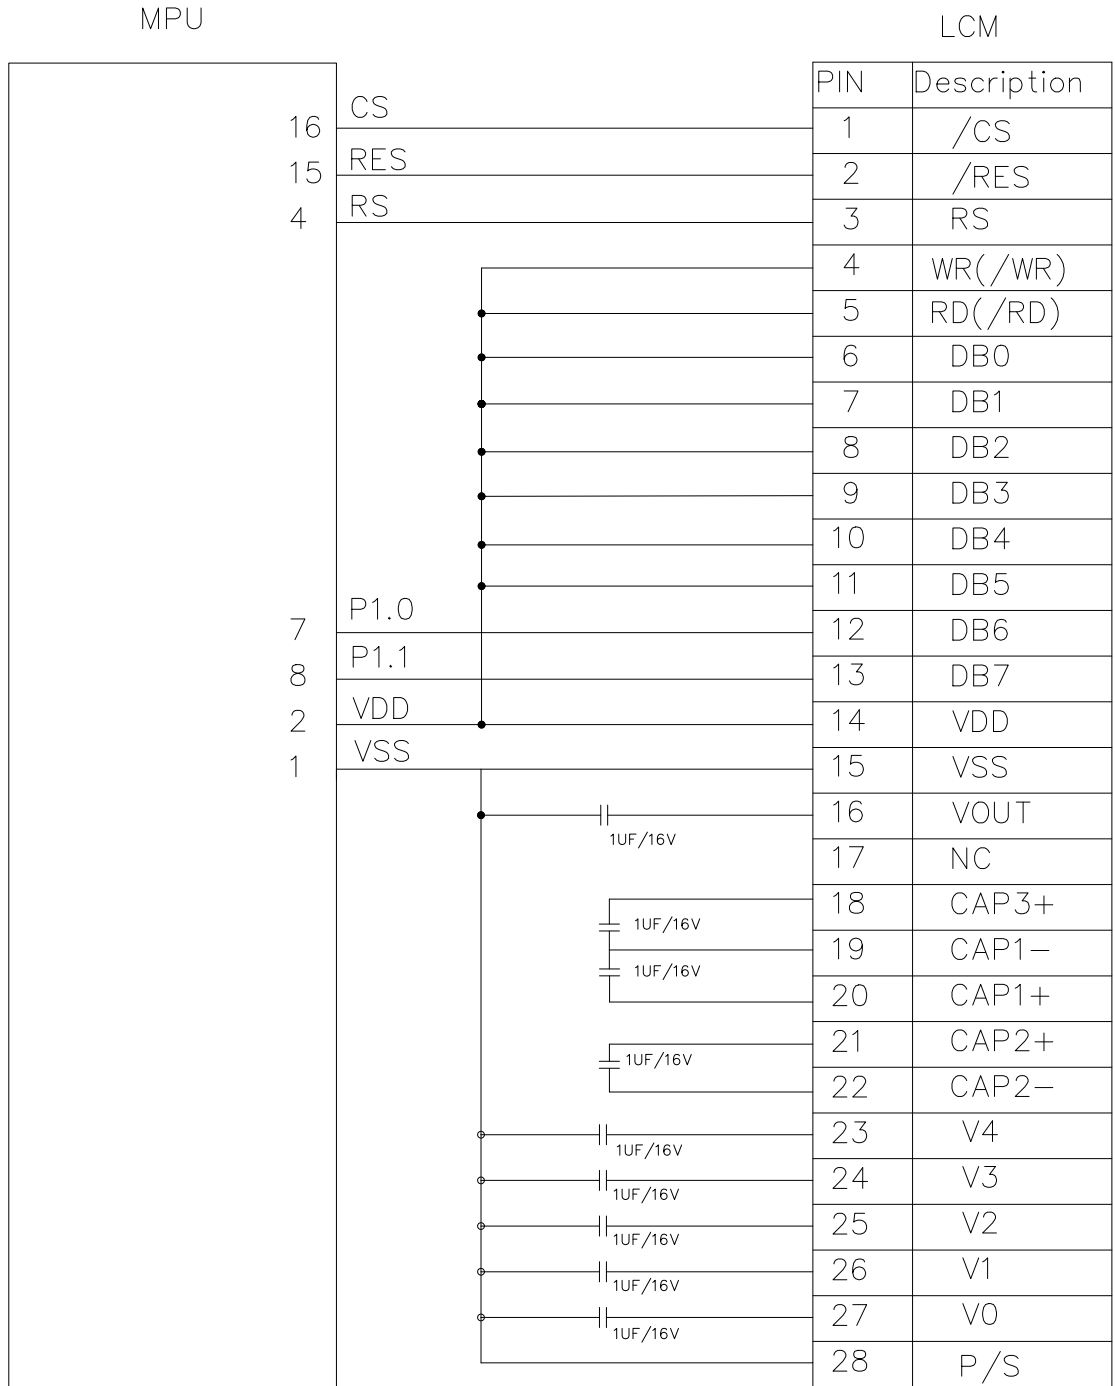 MPU
LCM
PIN Description
16 CS 1 /CS
15 RES 2 /RES
4 RS 3 RS
4 WR(/WR)
5 RD(/RD)
6 DB0
7 DB1
8 DB2
9 DB3
10 DB4
11 DB5
7 P1.0 12 DB6
8 P1.1 13 DB7
2 VDD 14 VDD
1 VSS 15 VSS
16 VOUT
1UF/16V
17 NC
18 CAP3+
1UF/16V
19 CAP1-
1UF/16V
20 CAP1+
21 CAP2+
1UF/16V
22 CAP2-
23 V4
1UF/16V
24 V3
1UF/16V
25 V2
1UF/16V
26 V1
1UF/16V
27 V0
1UF/16V
28 P/S